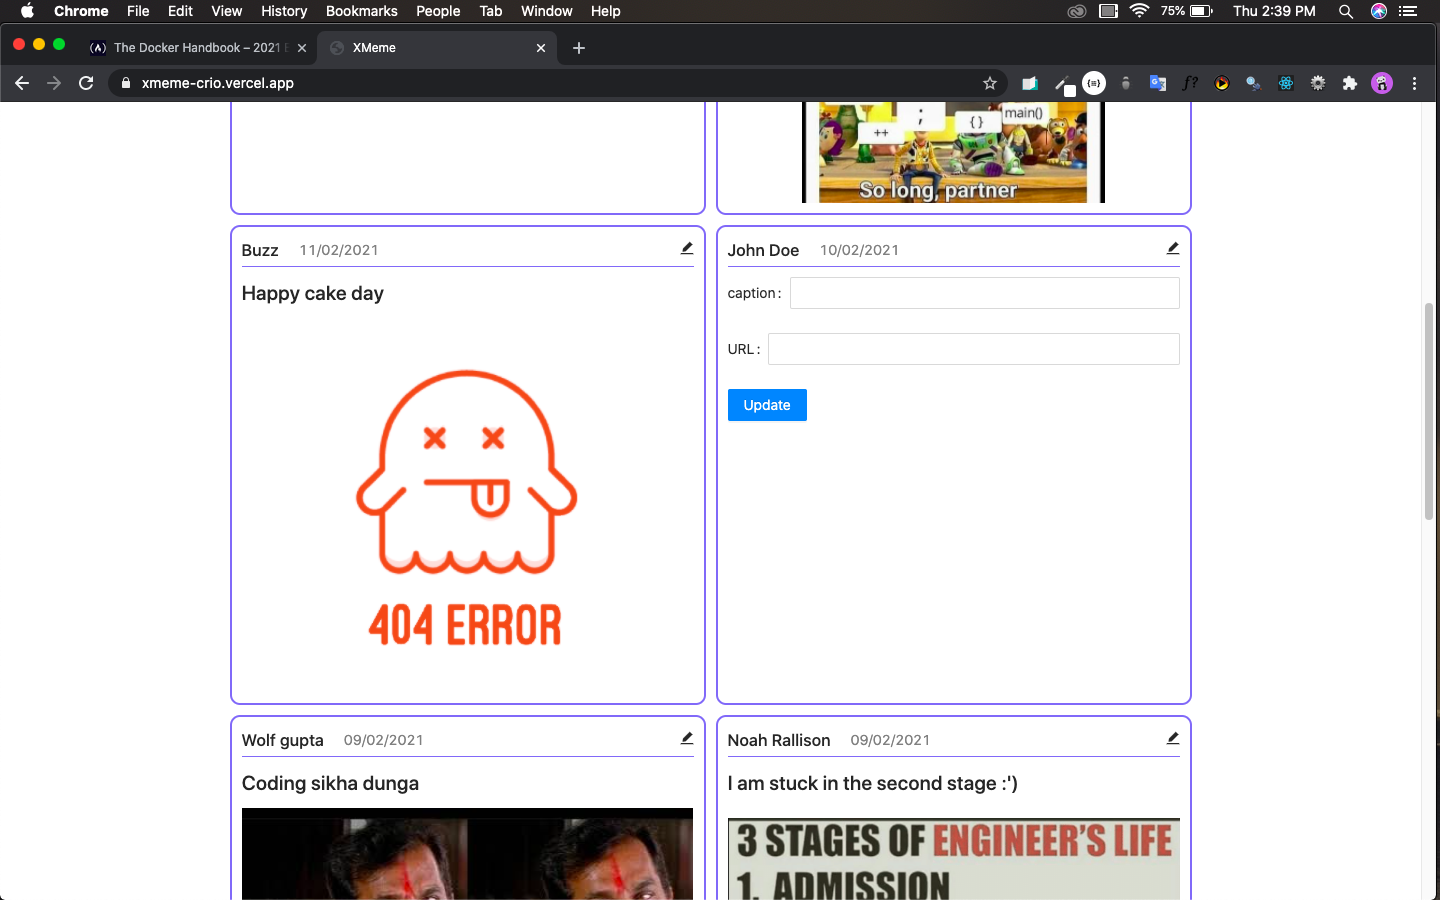 Chrome File Edit View History Bookmarks People Tab Window Help 75% Thu 2:39 PM
The Docker Handbook – 2021 XMeme
xmeme-crio.vercel.app
++ ; {} main()
So long, partner
Buzz 11/02/2021
Happy cake day
404 ERROR
John Doe 10/02/2021
caption :
URL :
Update
Wolf gupta 09/02/2021
Coding sikha dunga
Noah Rallison 09/02/2021
I am stuck in the second stage :')
3 STAGES OF ENGINEER'S LIFE
1. ADMISSION